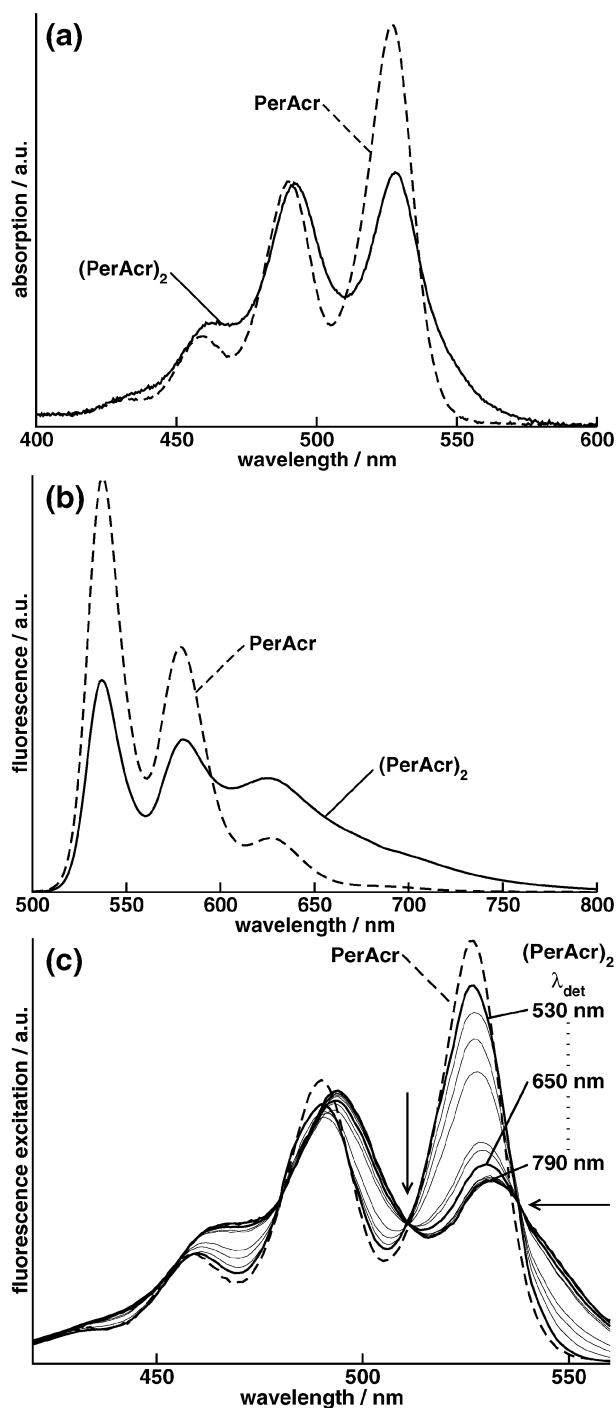 (a)
PerAcr
(PerAcr)2
absorption / a.u.
400 450 500 550 600
wavelength / nm
(b)
PerAcr
(PerAcr)2
fluorescence / a.u.
500 550 600 650 700 750 800
wavelength / nm
(c)
PerAcr (PerAcr)2
λdet
530 nm
650 nm
790 nm
fluorescence excitation / a.u.
450 500 550
wavelength / nm